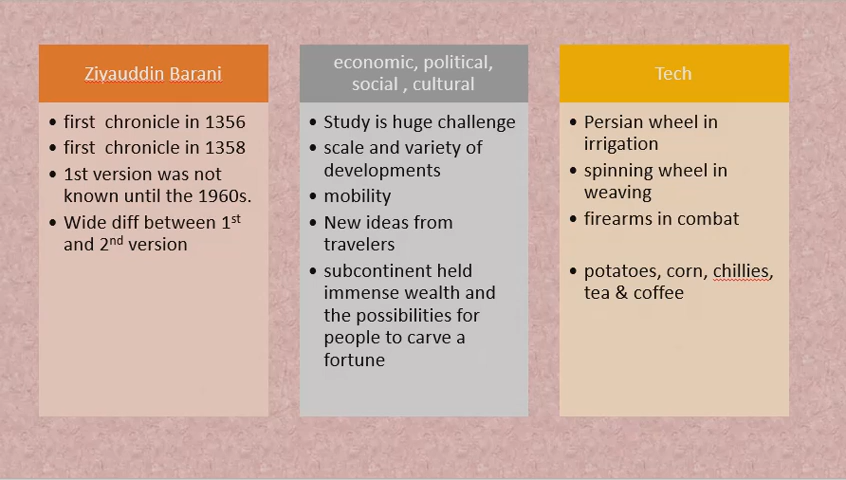 Ziyauddin Barani
• first  chronicle in 1356
• first  chronicle in 1358
• 1st version was not
known until the 1960s.
• Wide diff between 1st
and 2nd version
economic, political,
social , cultural
• Study is huge challenge
• scale and variety of
developments
• mobility
• New ideas from
travelers
• subcontinent held
immense wealth and
the possibilities for
people to carve a
fortune
Tech
• Persian wheel in
irrigation
• spinning wheel in
weaving
• firearms in combat
• potatoes, corn, chillies,
tea & coffee